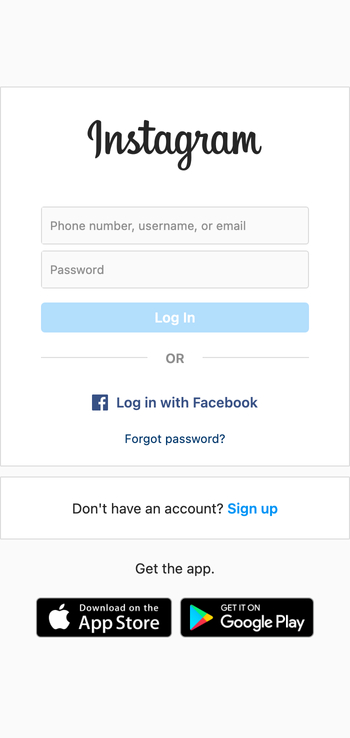 Instagram
Phone number, username, or email
Password
Log In
OR
Log in with Facebook
Forgot password?
Don't have an account? Sign up
Get the app.
Download on the
App Store
GET IT ON
Google Play